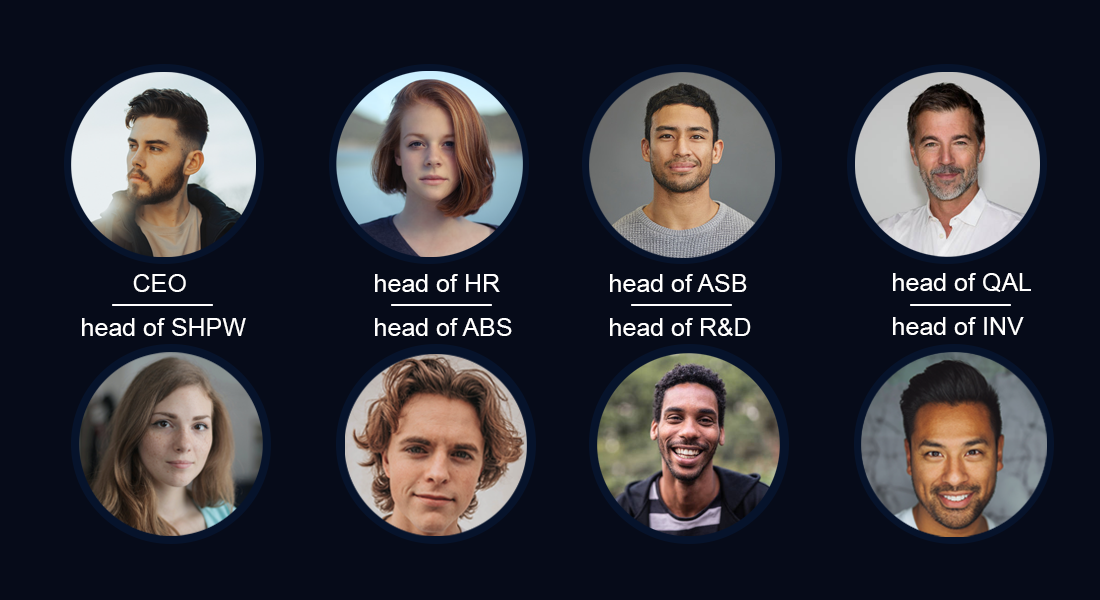 CEO
head of HR
head of ASB
head of QAL
head of SHPW
head of ABS
head of R&D
head of INV